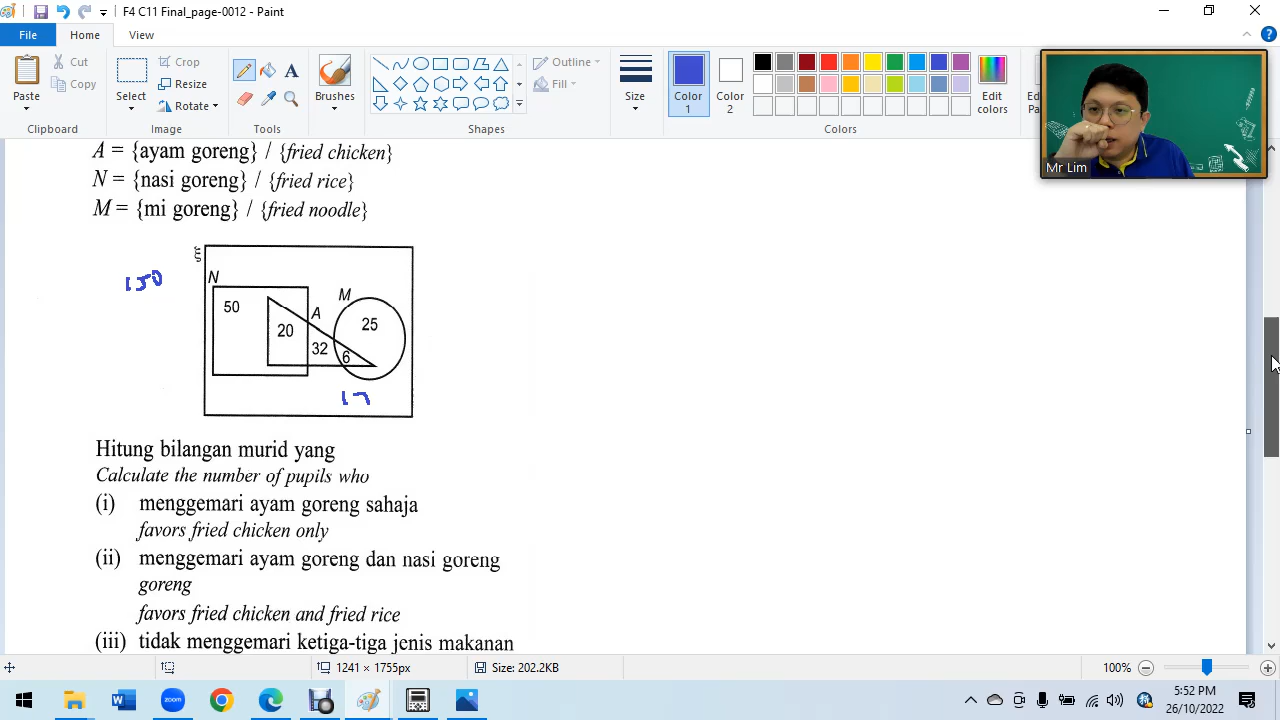 F4 C11 Final_page-0012 - Paint
File Home View
Paste Cut Copy Clipboard
Select Crop Resize Rotate Image
Tools
Brushes
Outline Fill Shapes
Size
Color 1
Color 2
Edit colors
Colors
Mr Lim
A = {ayam goreng} / {fried chicken}
N = {nasi goreng} / {fried rice}
M = {mi goreng} / {fried noodle}
ξ
150
N
50
M
A
25
20
32
6
17
Hitung bilangan murid yang
Calculate the number of pupils who
(i) menggemari ayam goreng sahaja
favors fried chicken only
(ii) menggemari ayam goreng dan nasi goreng
goreng
favors fried chicken and fried rice
(iii) tidak menggemari ketiga-tiga jenis makanan
1241 × 1755px
Size: 202.2KB
100%
5:52 PM
26/10/2022